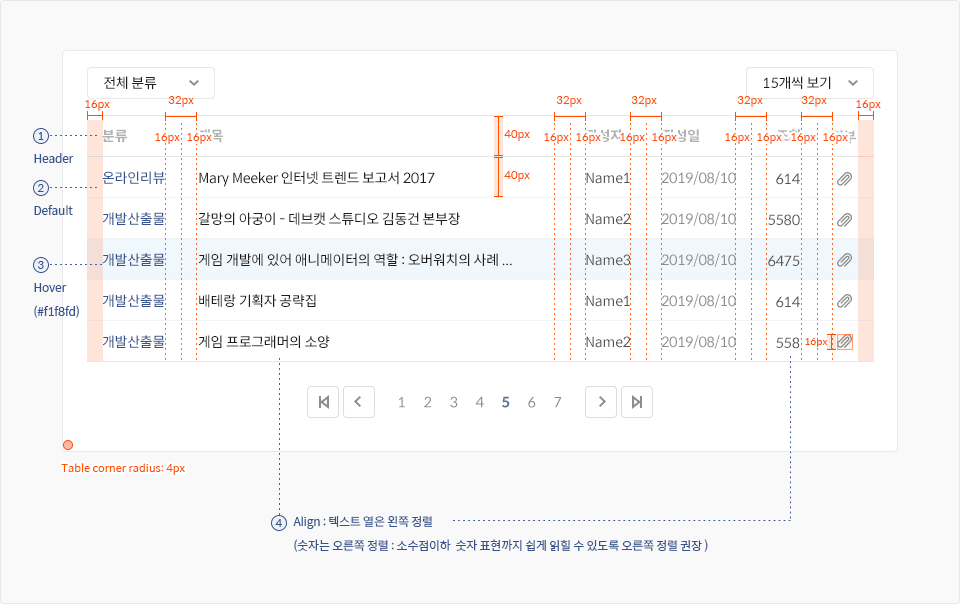 전체 분류
15개씩 보기
16px 32px 32px 32px 32px 32px 16px
1 분류 16px 16px 제목 40px 16px 16px 작성자 16px 16px 작성일 16px 16px 16px 16px
Header
40px
온라인리뷰 Mary Meeker 인터넷 트렌드 보고서 2017 Name1 2019/08/10 614
2
Default
개발산출물 갈망의 아궁이 - 데브캣 스튜디오 김동건 본부장 Name2 2019/08/10 5580
3 개발산출물 게임 개발에 있어 애니메이터의 역할 : 오버워치의 사례 ... Name3 2019/08/10 6475
Hover
(#f1f8fd)
개발산출물 배테랑 기획자 공략집 Name1 2019/08/10 614
개발산출물 게임 프로그래머의 소양 Name2 2019/08/10 558 16px
1 2 3 4 5 6 7
Table corner radius: 4px
4 Align : 텍스트 열은 왼쪽 정렬
(숫자는 오른쪽 정렬 : 소수점이하 숫자 표현까지 쉽게 읽힐 수 있도록 오른쪽 정렬 권장 )